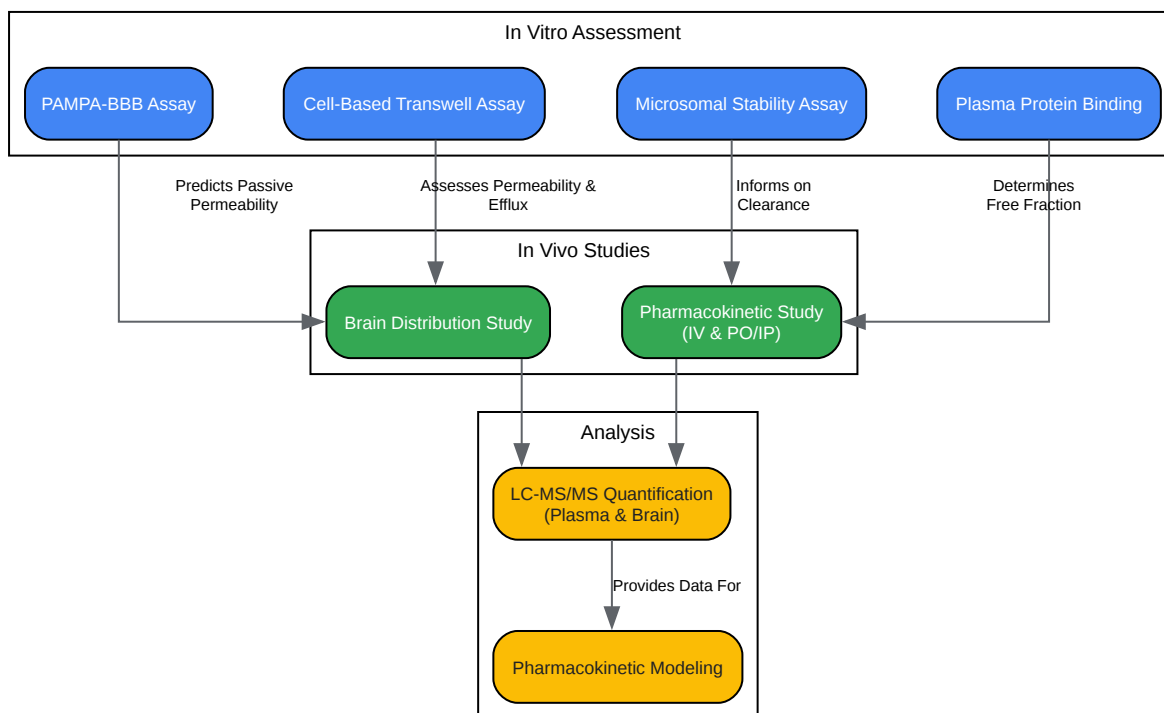 In Vitro Assessment
PAMPA-BBB Assay
Cell-Based Transwell Assay
Microsomal Stability Assay
Plasma Protein Binding
Predicts Passive
Permeability
Assesses Permeability &
Efflux
Informs on
Clearance
Determines
Free Fraction
In Vivo Studies
Brain Distribution Study
Pharmacokinetic Study
(IV & PO/IP)
Analysis
LC-MS/MS Quantification
(Plasma & Brain)
Provides Data For
Pharmacokinetic Modeling